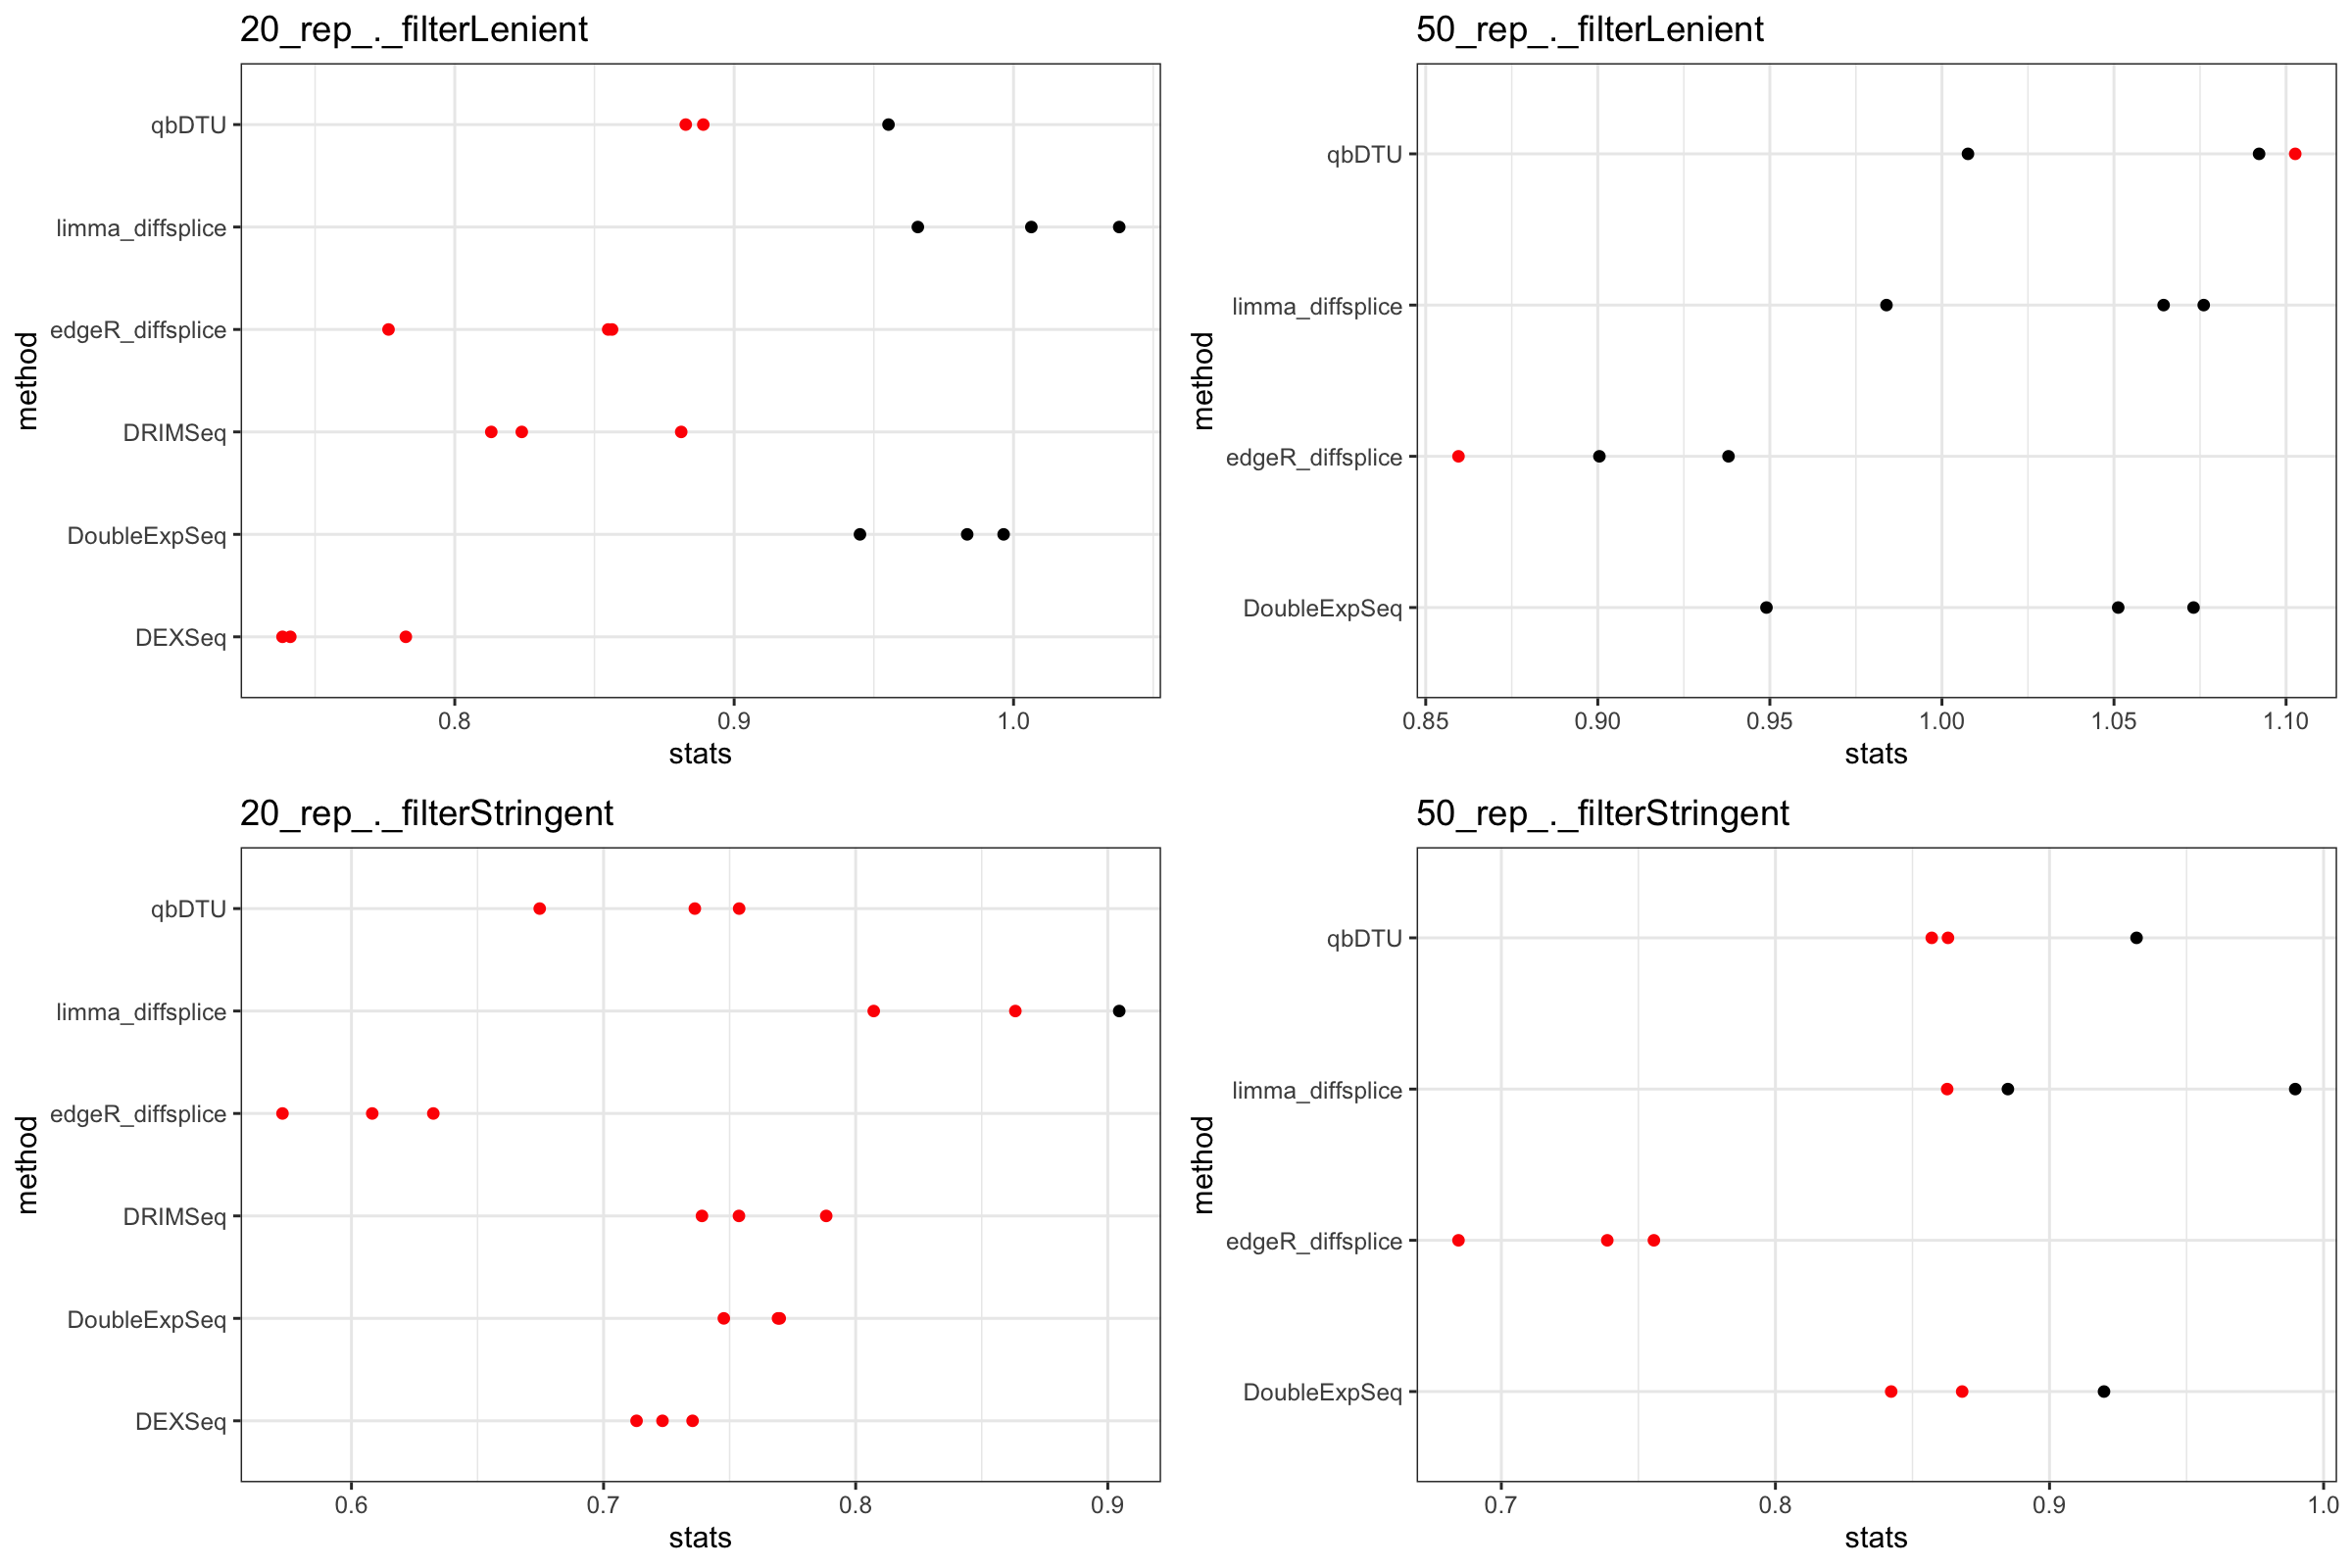 20_rep_._filterLenient
qbDTU
limma_diffsplice
edgeR_diffsplice
DRIMSeq
DoubleExpSeq
DEXSeq
method
0.8 0.9 1.0
stats
50_rep_._filterLenient
qbDTU
limma_diffsplice
edgeR_diffsplice
DoubleExpSeq
method
0.85 0.90 0.95 1.00 1.05 1.10
stats
20_rep_._filterStringent
qbDTU
limma_diffsplice
edgeR_diffsplice
DRIMSeq
DoubleExpSeq
DEXSeq
method
0.6 0.7 0.8 0.9
stats
50_rep_._filterStringent
qbDTU
limma_diffsplice
edgeR_diffsplice
DoubleExpSeq
method
0.7 0.8 0.9 1.0
stats